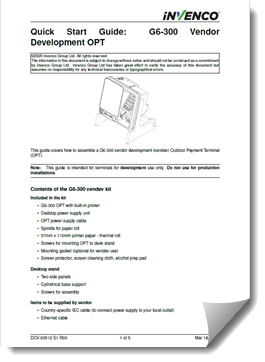 iNVENCO
Quick Start Guide: G6-300 Vendor
Development OPT
©2020 Invenco Group Ltd. All rights reserved.
The information in this document is subject to change without notice and should not be construed as a commitment
by Invenco Group Ltd. Invenco Group Ltd has taken great effort to verify the accuracy of this document but
assumes no responsibility for any technical inaccuracies or typographical errors.
This guide covers how to assemble a G6-300 vendor development (vendev) Outdoor Payment Terminal
(OPT).
Note: This guide is intended for terminals for development use only. Do not use for production
installations.
Contents of the G6-300 vendev kit
Included in the kit
• G6-300 OPT with built-in printer
• Desktop power supply unit
• OPT power supply cable
• Spindle for paper roll
• 57mm x 110mm printer paper - thermal roll
• Screws for mounting OPT to desk stand
• Mounting gasket (optional for vendor use)
• Screen protector, screen cleaning cloth, alcohol prep pad
Desktop stand
• Two side panels
• Cylindrical base support
• Screws for assembly
Items to be supplied by vendor
• Country-specific IEC cable (to connect power supply to your local outlet)
• Ethernet cable
1 of 5
Mar 16